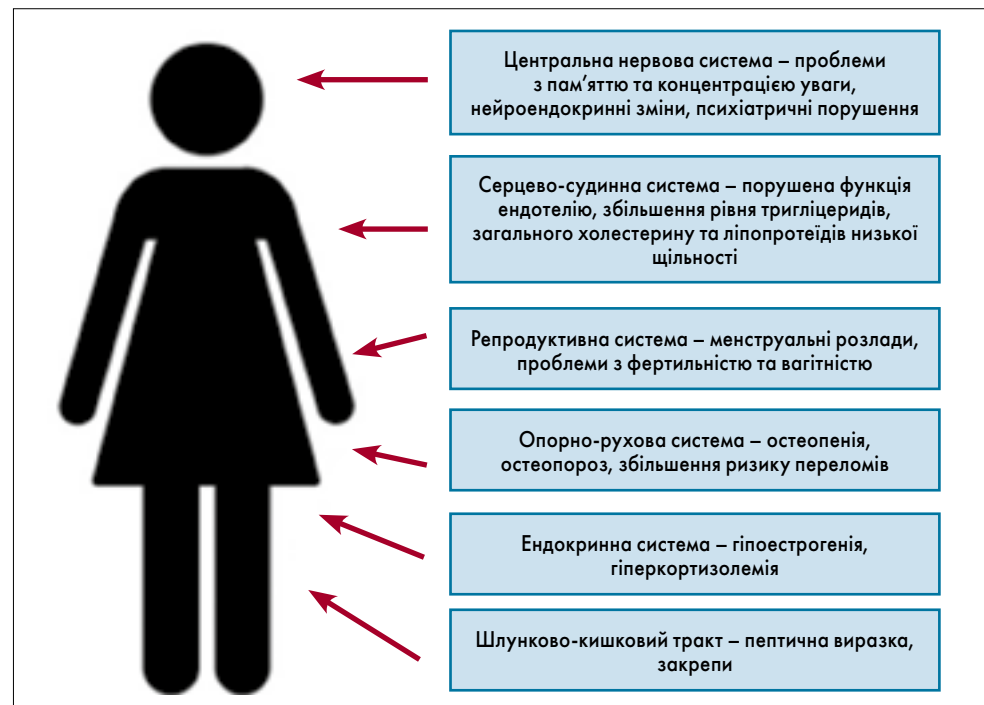 Центральна нервова система – проблеми
з пам’яттю та концентрацією уваги,
нейроендокринні зміни, психіатричні порушення
Серцево-судинна система – порушена функція
ендотелію, збільшення рівня тригліцеридів,
загального холестерину та ліпопротеїдів низької
щільності
Репродуктивна система – менструальні розлади,
проблеми з фертильністю та вагітністю
Опорно-рухова система – остеопенія,
остеопороз, збільшення ризику переломів
Ендокринна система – гіпоестрогенія,
гіперкортизолемія
Шлунково-кишковий тракт – пептична виразка,
закрепи